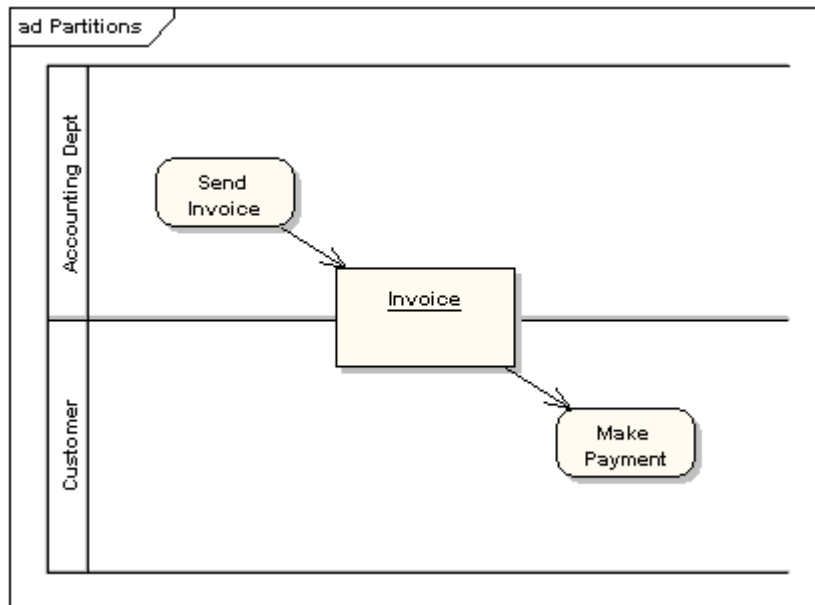 ad Partitions
Accounting Dept
Send
Invoice
Invoice
Customer
Make
Payment